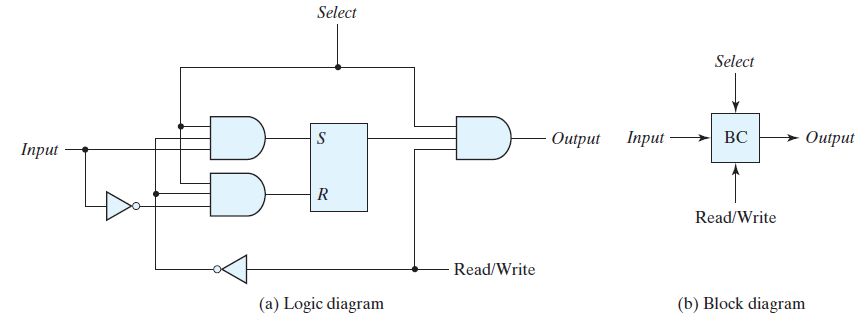 Select
Input
S
R
Output
Read/Write
(a) Logic diagram
Select
Input
BC
Output
Read/Write
(b) Block diagram